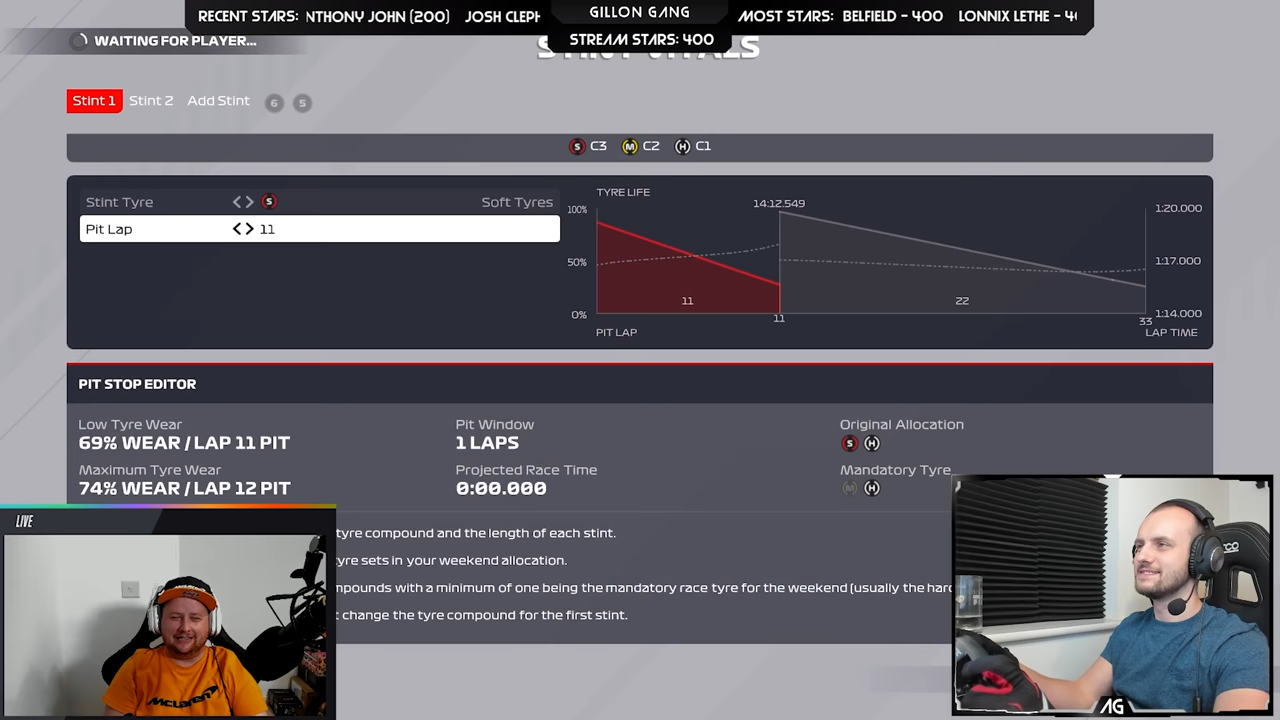 RECENT STARS: NTHONY JOHN (200) JOSH CLEPH
GILLON GANG
MOST STARS: BELFIELD - 400 LONNIX LETHE - 4
STREAM STARS: 400
WAITING FOR PLAYER...
Stint 1 Stint 2 Add Stint 6 5
S C3 M C2 H C1
Stint Tyre < > S Soft Tyres
Pit Lap < > 11
TYRE LIFE
100%
50%
0%
14:12.549
1:20.000
1:17.000
1:14.000
11
22
11
33
PIT LAP
LAP TIME
PIT STOP EDITOR
Low Tyre Wear
69% WEAR / LAP 11 PIT
Maximum Tyre Wear
74% WEAR / LAP 12 PIT
Pit Window
1 LAPS
Projected Race Time
0:00.000
Original Allocation
S H
Mandatory Tyre
M H
tyre compound and the length of each stint.
yre sets in your weekend allocation.
mpounds with a minimum of one being the mandatory race tyre for the weekend (usually the hard
t change the tyre compound for the first stint.
LIVE
McLaren
AG